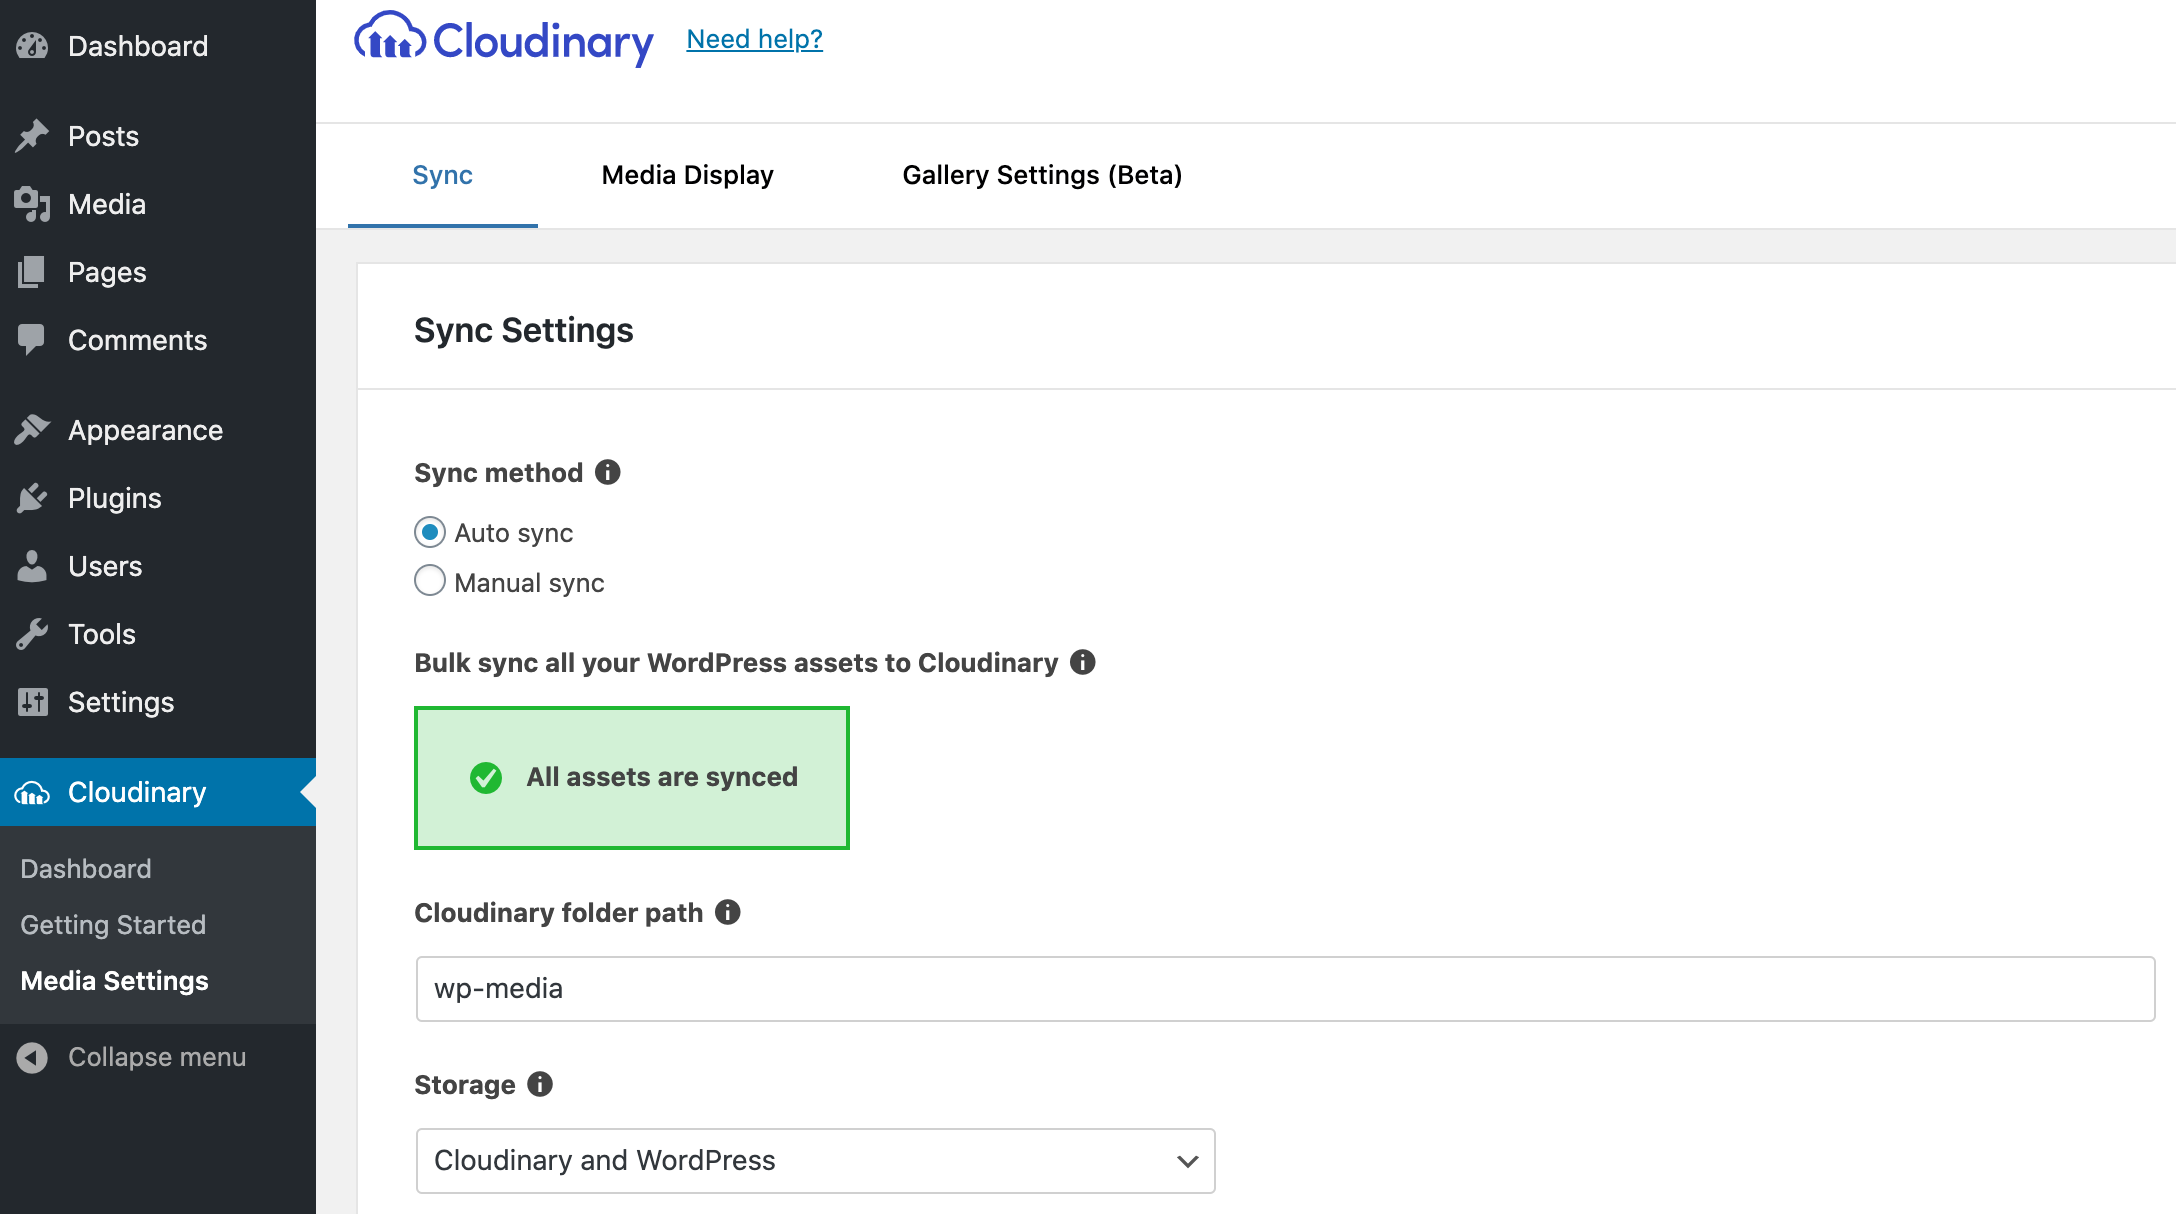 Dashboard
Posts
Media
Pages
Comments
Appearance
Plugins
Users
Tools
Settings
Cloudinary
Dashboard
Getting Started
Media Settings
Collapse menu
Cloudinary Need help?
Sync Media Display Gallery Settings (Beta)
Sync Settings
Sync method
Auto sync
Manual sync
Bulk sync all your WordPress assets to Cloudinary
All assets are synced
Cloudinary folder path
wp-media
Storage
Cloudinary and WordPress